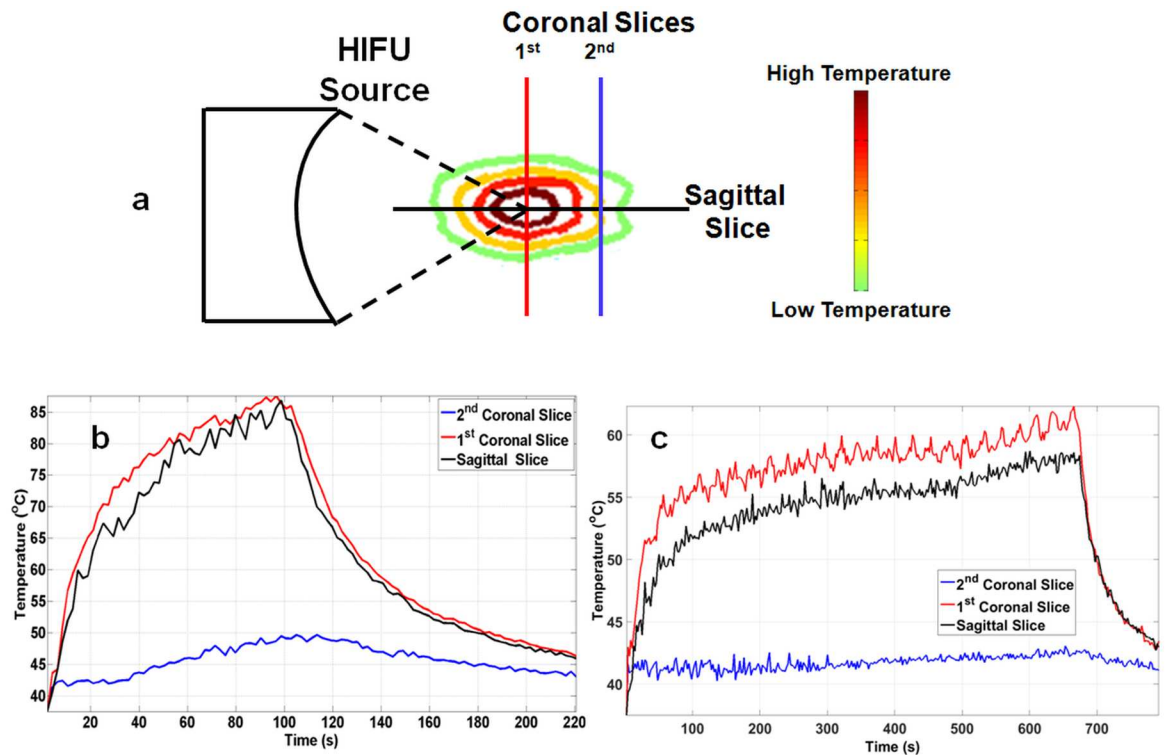 Coronal Slices
1st 2nd
HIFU
Source
High Temperature
a
Sagittal
Slice
Low Temperature
b
85
80
75
70
65
60
55
50
45
40
Temperature (oC)
20 40 60 80 100 120 140 160 180 200 220
Time (s)
2nd Coronal Slice
1st Coronal Slice
Sagittal Slice
c
60
55
50
45
40
Temperature (oC)
100 200 300 400 500 600 700
Time (s)
2nd Coronal Slice
1st Coronal Slice
Sagittal Slice